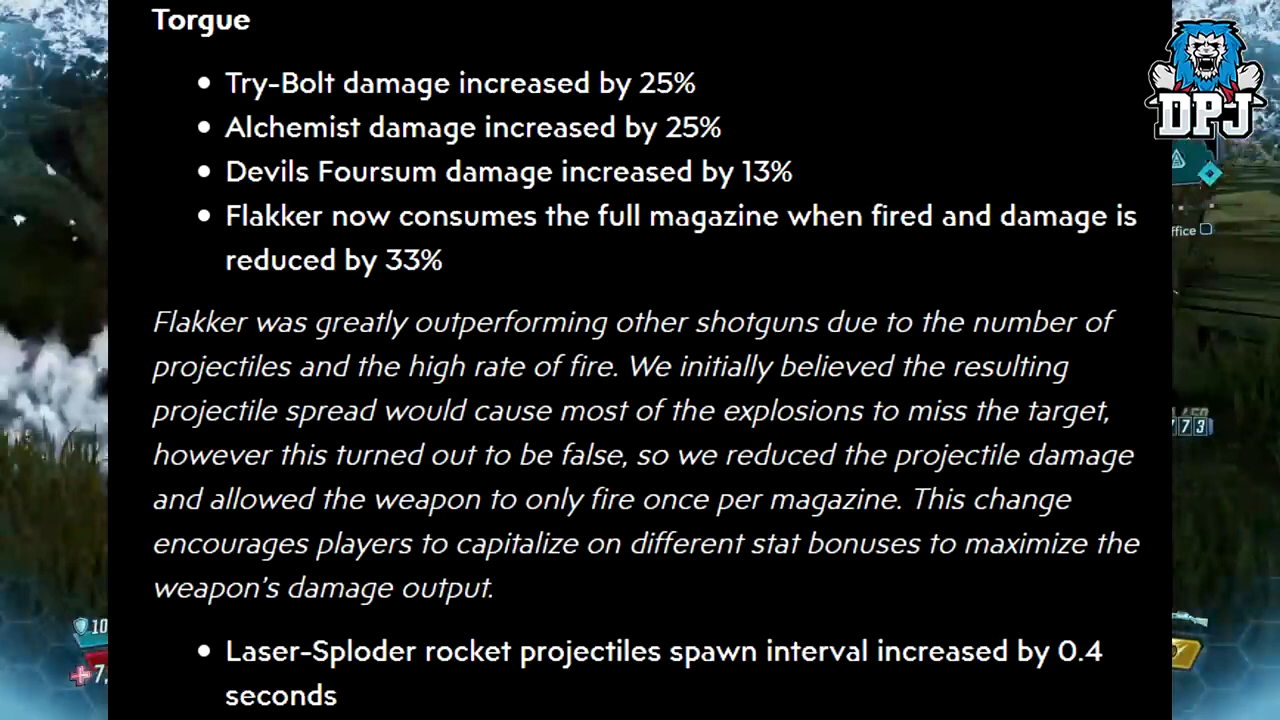 Torgue
• Try-Bolt damage increased by 25%
• Alchemist damage increased by 25%
• Devils Foursum damage increased by 13%
• Flakker now consumes the full magazine when fired and damage is
reduced by 33%
Flakker was greatly outperforming other shotguns due to the number of
projectiles and the high rate of fire. We initially believed the resulting
projectile spread would cause most of the explosions to miss the target,
however this turned out to be false, so we reduced the projectile damage
and allowed the weapon to only fire once per magazine. This change
encourages players to capitalize on different stat bonuses to maximize the
weapon's damage output.
• Laser-Sploder rocket projectiles spawn interval increased by 0.4
seconds
DPJ
ffice
773
10
7,